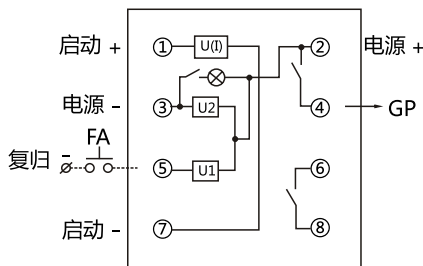 启动 + ① U(I) ② 电源 +
电源 - ③ U2 ④ GP
FA
复归 - ⑤ U1 ⑥
启动 - ⑦ ⑧